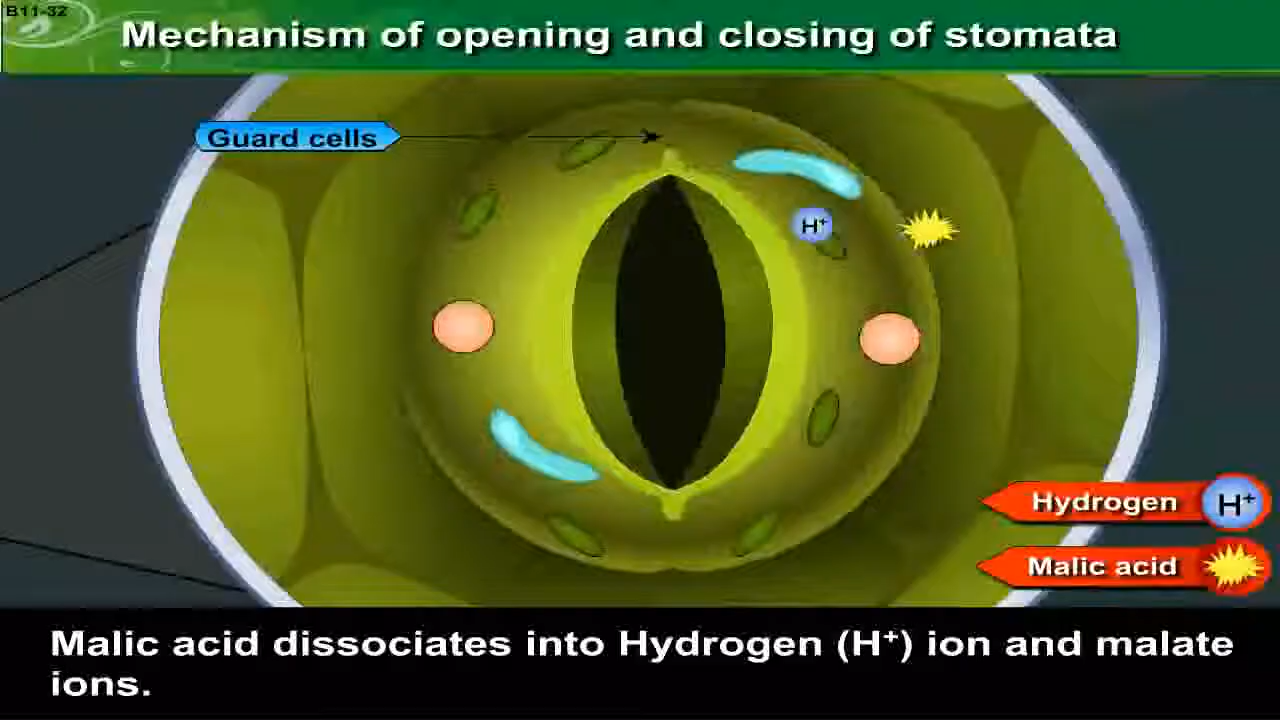 B11-32
Mechanism of opening and closing of stomata
Guard cells
H⁺
Hydrogen H⁺
Malic acid
Malic acid dissociates into Hydrogen (H⁺) ion and malate
ions.